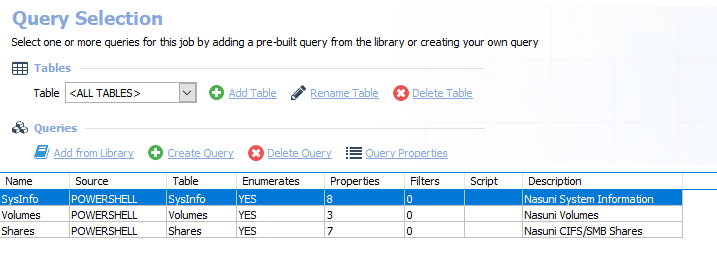 Query Selection
Select one or more queries for this job by adding a pre-built query from the library or creating your own query
Tables
Table <ALL TABLES> Add Table Rename Table Delete Table
Queries
Add from Library Create Query Delete Query Query Properties
Name Source Table Enumerates Properties Filters Script Description
SysInfo POWERSHELL SysInfo YES 8 0 Nasuni System Information
Volumes POWERSHELL Volumes YES 3 0 Nasuni Volumes
Shares POWERSHELL Shares YES 7 0 Nasuni CIFS/SMB Shares